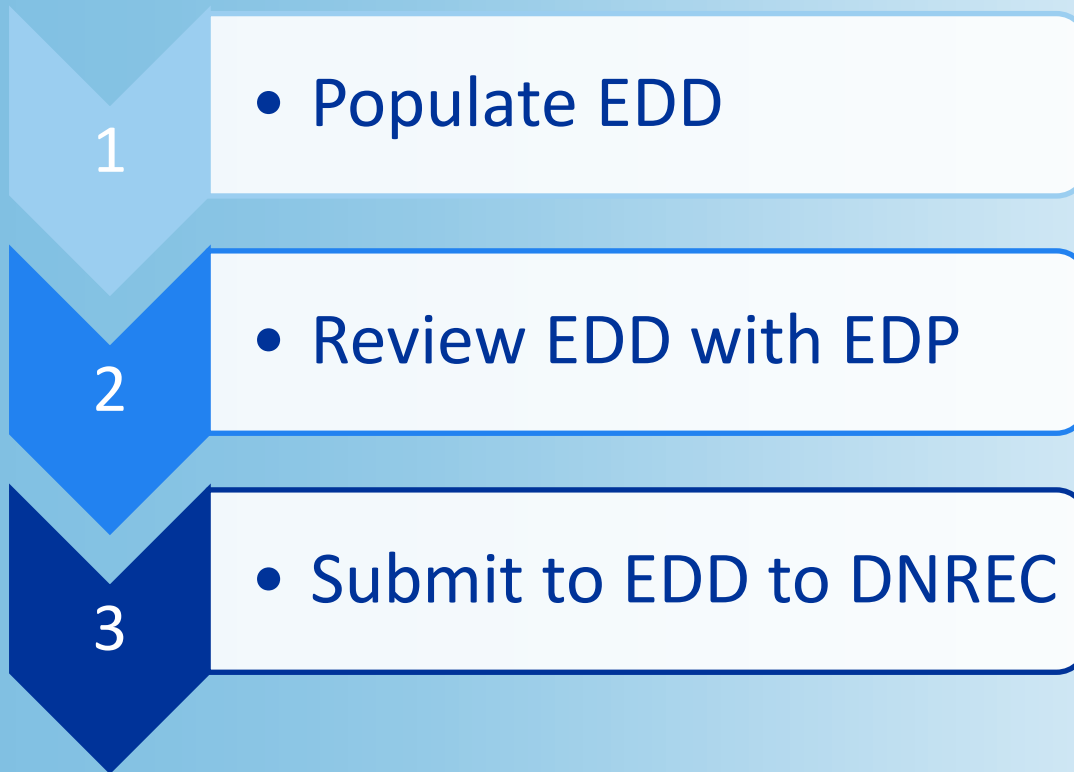 1
• Populate EDD
2
• Review EDD with EDP
3
• Submit to EDD to DNREC